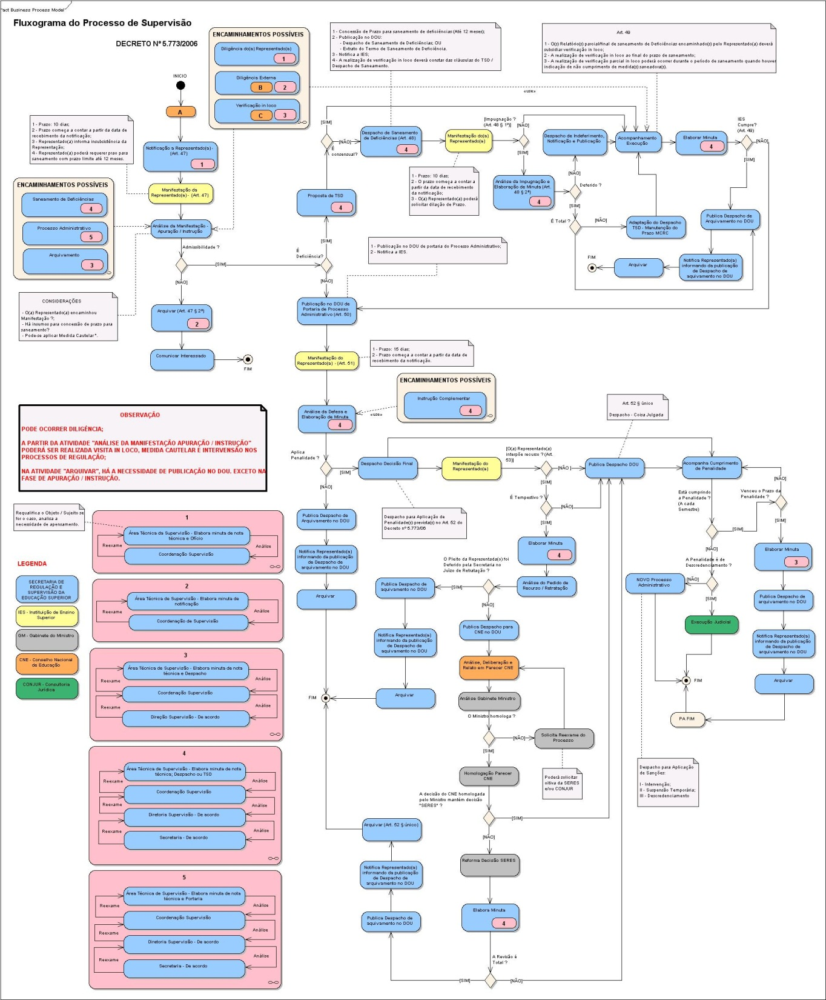 act Business Process Model
Fluxograma do Processo de Supervisão
DECRETO Nº 5.773/2006
INICIO
A
ENCAMINHAMENTOS POSSÍVEIS
Diligência do(a) Representado(a)
1
Diligência Externa
B
2
Verificação in loco
C
3
1 - Prazo: 10 dias;
2 - Prazo começa a contar a partir da data de
recebimento da notificação;
3 - Representado(a) informa insubsistência da
Representação;
4 - Representado(a) poderá requerer prao para
saneamento com prazo limite até 12 meses.
Notificação a Representado(a) -
(Art. 47)
1
Manifestação da
Representado(a) - (Art. 47)
ENCAMINHAMENTOS POSSÍVEIS
Saneamento de Deficiências
4
Processo Administrativo
5
Arquivamento
3
Análise da Manifestação -
Apuração / Instrução
Admissibilidade ?
[SIM]
[NÃO]
CONSIDERAÇÕES
- O(a) Representado(a) encaminhou
Manifestação ?;
- Há insumos para concessão de prazo para
saneamento?
- Pode-se aplicar Medida Cautelar".
Arquivar (Art. 47 § 2º)
2
Comunicar Interessado
FIM
1 - Concessão de Prazo para saneamento de deficiências (Até 12 meses);
2 - Publicação no DOU:
- Despacho de Saneamento de Deficiências; OU
- Extrato do Termo de Saneamento de Deficiência.
3 - Notifica a IES;
4 - A realização de verificação in loco deverá constar das cláusulas do TSD /
Despacho de Saneamento.
Art. 49
1 - O(s) Relatório(s) parcial/final de saneamento de Deficiências encaminhado(s) pelo Representado(a) deverá
subsidiar verificação in loco;
2 - A realização de verificação in loco ao final do prazo de saneamento;
3 - A realização de verificação parcial in loco poderá ocorrer durante o período de saneamento quando houver
indicação de não cumprimento de medida(s) saneadora(s).
«use»
[SIM]
[NÃO]
É
consensual?
Despacho de Saneamento
de Deficiências (Art. 48)
4
Manifestação do(a)
Representado(a)
[Impugnação ?
(Art. 48 § 1º)]
[NÃO]
[SIM]
Despacho de Indeferimento,
Notificação e Publicação
Acompanhamento
Execução
Elaborar Minuta
4
IES
Cumpre?
(Art. 49)
[NÃO]
[SIM]
1 - Prazo: 10 dias;
2 - O prazo começa a contar a
partir da data de recebimento
da notificação;
3 - O(a) Representado(a) poderá
solicitar dilação de Prazo.
Análise da Impugnação e
Elaboração de Minuta (Art.
48 § 2º)
4
[NÃO]
Deferido ?
[SIM]
É Total ?
[NÃO]
Adaptação do Despacho
TSD - Manutenção do
Prazo MCRC
Publica Despacho de
Arquivamento no DOU
Notifica Representado(a)
informando da publicação
de Despacho de
aquivamento no DOU
Arquivar
FIM
Proposta de TSD
4
[SIM]
É
Deficiência?
[NÃO]
1 - Publicação no DOU de portaria do Processo Administrativo;
2 - Notifica a IES.
Publicação no DOU de
Portaria de Processo
Administrativo (Art. 50)
Manifestação do
Representado(a) - (Art. 51)
1 - Prazo: 15 dias;
2 - Prazo começa a contar a partir da data de
recebimento da notificação.
ENCAMINHAMENTOS POSSÍVEIS
Instrução Complementar
4
«use»
Análise da Defesa e
Elaboração de Minuta
4
Aplica
Penalidade ?
[SIM]
[NÃO]
Despacho Decisão Final
Manifestação do
Representado(a)
[O(a) Representado(a)
interpõe recurso ? (Art.
53)]
[NÃO ]
[SIM]
Art. 52 § único
Despacho - Coisa Julgada
Publica Despacho DOU
Acompanha Cumprimento
de Penalidade
É Tempestivo ?
[NÃO]
[SIM]
Despacho para Aplicação de
Penalidade(s) prevista(s) no Art. 52 do
Decreto nº 5.773/06
Publica Despacho de
Arquivamento no DOU
Notifica Representado(a)
informando da publicação
de Despacho de
arquivamento no DOU
Arquivar
FIM
Elaborar Minuta
4
Análise do Pedido de
Recurso / Retratação
O Pleito da Representada(o) foi
Deferido pela Secretaria no
Juízo de Retratação ?
[SIM]
[NÃO]
Publica Despacho de
aquivamento no DOU
Notifica Representado(a)
informando da publicação
de Despacho de
aquivamento no DOU
Arquivar
Publica Despacho para
CNE no DOU
Análise, Deliberação e
Relato em Parecer CNE
Análise Gabinete Ministro
O Ministro homologa ?
[NÃO]
[SIM]
Solicita Reexame do
Processo
Poderá solicitar
oitiva da SERES
e/ou CONJUR
Homologação Parecer
CNE
A decisão do CNE homologada
pelo Ministro mantém decisão
"SERES" ?
[SIM]
[NÃO]
Reforma Decisão SERES
Elabora Minuta
4
A Revisão é
Total ?
[SIM]
[NÃO]
Publica Despacho de
aquivamento no DOU
Notifica Representado(a)
informando da publicação
de Despacho de
arquivamento no DOU
Arquivar (Art. 52 § único)
Está cumprindo
a Penalidade ?
(A cada
Semestre)
[SIM]
[NÃO]
Venceu o Prazo da
Penalidade ?
[NÃO]
[SIM]
Elaborar Minuta
3
Publica Despacho de
arquivamento no DOU
Notifica Representado(a)
informando da publicação
de Despacho de
arquivamento no DOU
Arquivar
A Penalidade é de
Descredenciamento ?
[NÃO]
[SIM]
NOVO Processo
Administrativo
Execução Judicial
FIM
PA FIM
Despacho para Aplicação
de Sanções:
I - Intervenção;
II - Suspensão Temporária;
III - Descredenciamento
OBSERVAÇÃO
PODE OCORRER DILIGÊNCIA;
A PARTIR DA ATIVIDADE "ANÁLISE DA MANIFESTAÇÃO APURAÇÃO / INSTRUÇÃO"
PODERÁ SER REALIZADA VISITA IN LOCO, MEDIDA CAUTELAR E INTERVENSÃO NOS
PROCESSOS DE REGULAÇÃO;
NA ATIVIDADE "ARQUIVAR", HÁ A NECESSIDADE DE PUBLICAÇÃO NO DOU. EXCETO NA
FASE DE APURAÇÃO / INSTRUÇÃO.
Requalifica o Objeto / Sujeito se
for o caso, analisa a
necessidade de apensamento.
LEGENDA
SECRETARIA DE
REGULAÇÃO E
SUPERVISÃO DA
EDUCAÇÃO SUPERIOR
IES - Instituição de Ensino
Superior
GM - Gabinete do Ministro
CNE - Conselho Nacional
de Educação
CONJUR - Consultoria
Jurídica
1
Área Técnica da Supervisão - Elabora minuta de nota
técnica e Ofício
Reexame
Análise
Coordenação Supervisão
2
Área Técnica de Supervisão - Elabora minuta de
notificação
Reexame
Análise
Coordenação de Supervisão
3
Área Técnica de Supervisão - Elabora minuta de nota
técnica e Despacho
Reexame
Análise
Coordenação Supervisão
Reexame
Análise
Direção Supervisão - De acordo
4
Área Técnica de Supervisão - Elabora minuta de nota
técnica; Despacho ou TSD
Reexame
Análise
Coordenação Supervisão
Reexame
Análise
Diretoria Supervisão - De acordo
Reexame
Análise
Secretaria - De acordo
5
Área Técnica de Supervisão - Elabora minuta de nota
técnica e Portaria
Reexame
Análise
Coordenação Supervisão
Reexame
Análise
Diretoria Supervisão - De acordo
Reexame
Análise
Secretaria - De acordo